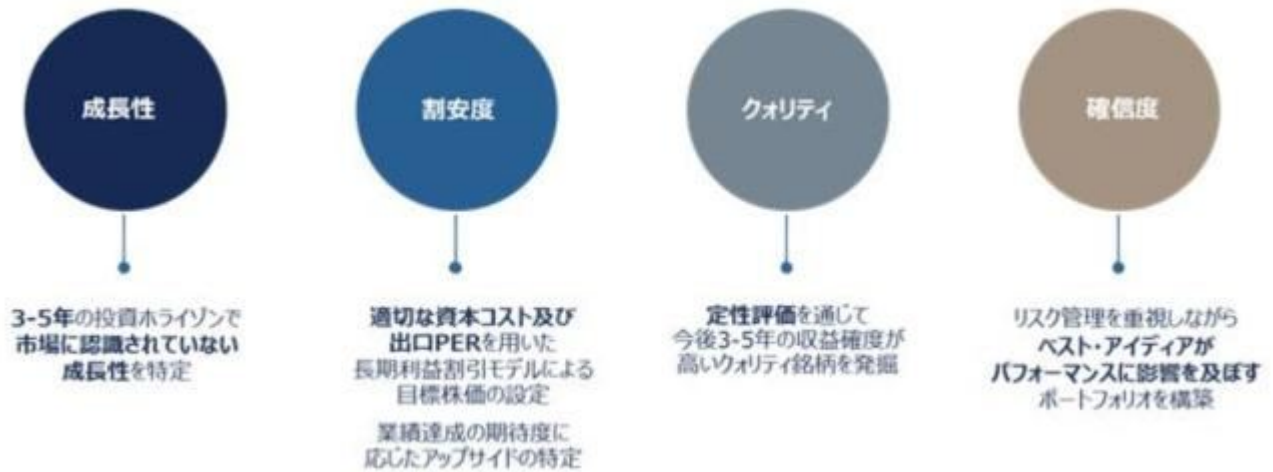 成長性
3-5年の投資ホライゾンで
市場に認識されていない
成長性を特定
割安度
適切な資本コスト及び
出口PERを用いた
長期利益割引モデルによる
目標株価の設定
業績達成の期待度に
応じたアップサイドの特定
クォリティ
定性評価を通じて
今後3-5年の収益確度が
高いクォリティ銘柄を発掘
確信度
リスク管理を重視しながら
ベスト・アイディアが
パフォーマンスに影響を及ぼす
ポートフォリオを構築